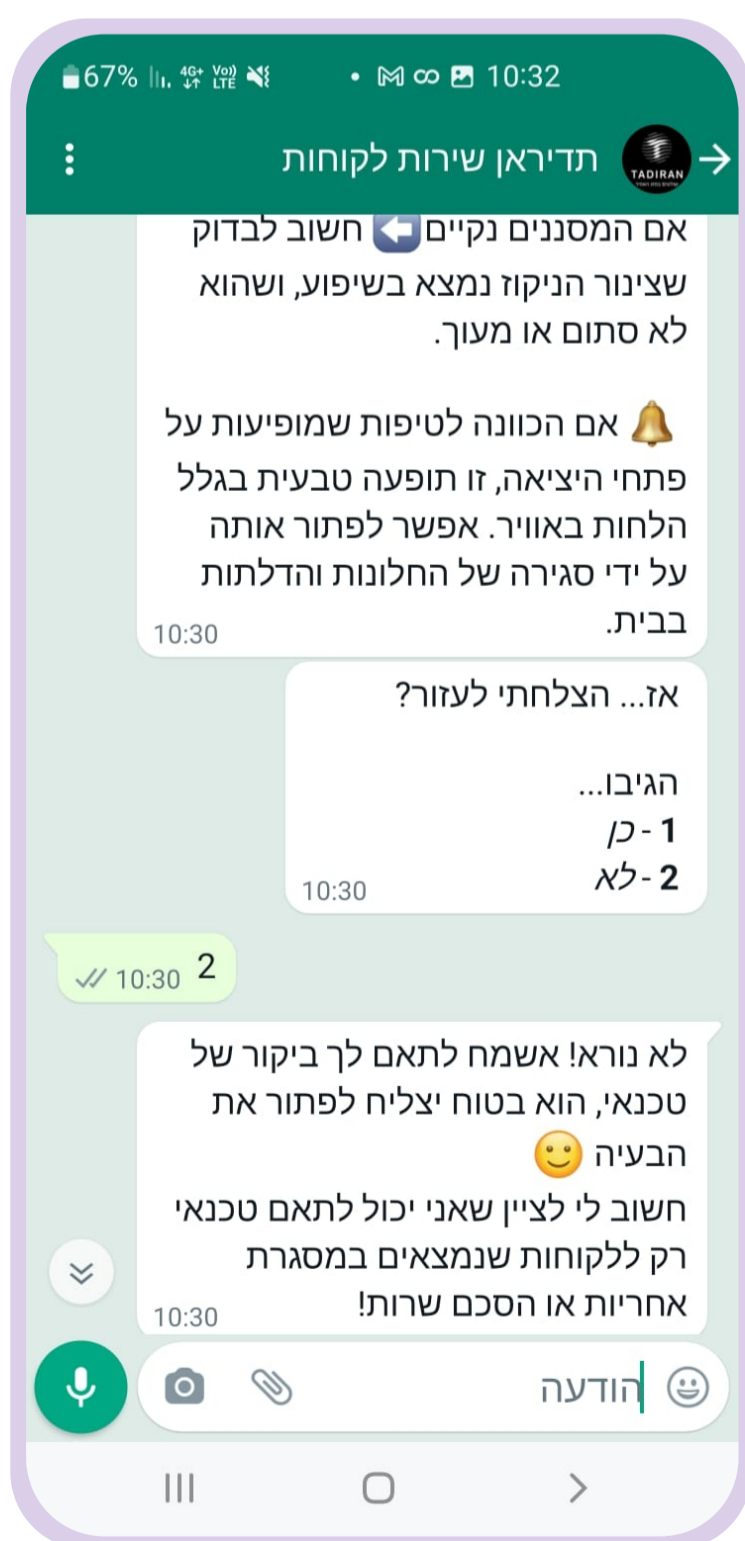 67% 4G+ Vo)) LTE 10:32
תדיראן שירות לקוחות
TADIRAN
אם המסננים נקיים⬅️ חשוב לבדוק
שצינור הניקוז נמצא בשיפוע, ושהוא
לא סתום או מעוך.
🔔 אם הכוונה לטיפות שמופיעות על
פתחי היציאה, זו תופעה טבעית בגלל
הלחות באוויר. אפשר לפתור אותה
על ידי סגירה של החלונות והדלתות
בבית.
10:30
אז... הצלחתי לעזור?
הגיבו...
1 - כן
2 - לא
10:30
2
10:30
לא נורא! אשמח לתאם לך ביקור של
טכנאי, הוא בטוח יצליח לפתור את
הבעיה 🙂
חשוב לי לציין שאני יכול לתאם טכנאי
רק ללקוחות שנמצאים במסגרת
אחריות או הסכם שרות!
10:30
הודעה